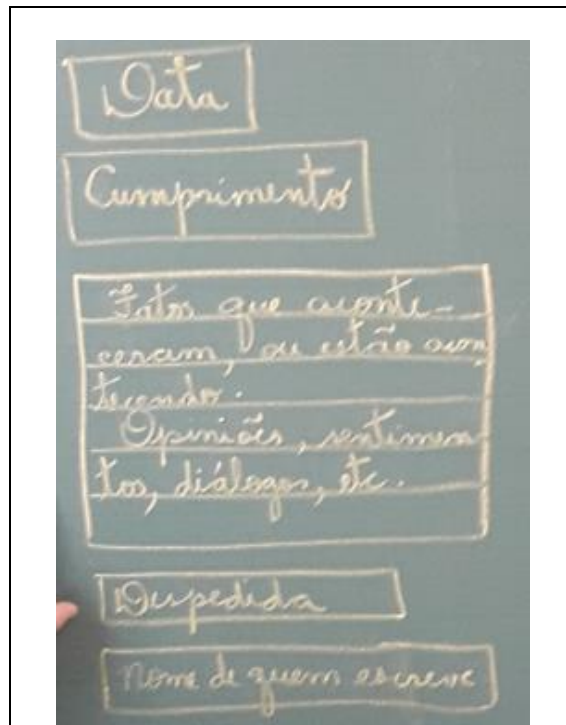 Data
Cumprimento
Fatos que aconte-
ceram, ou estão acon
tecendo.
Opiniões, sentimen
tos, diálogos, etc.
Despedida
Nome de quem escreve